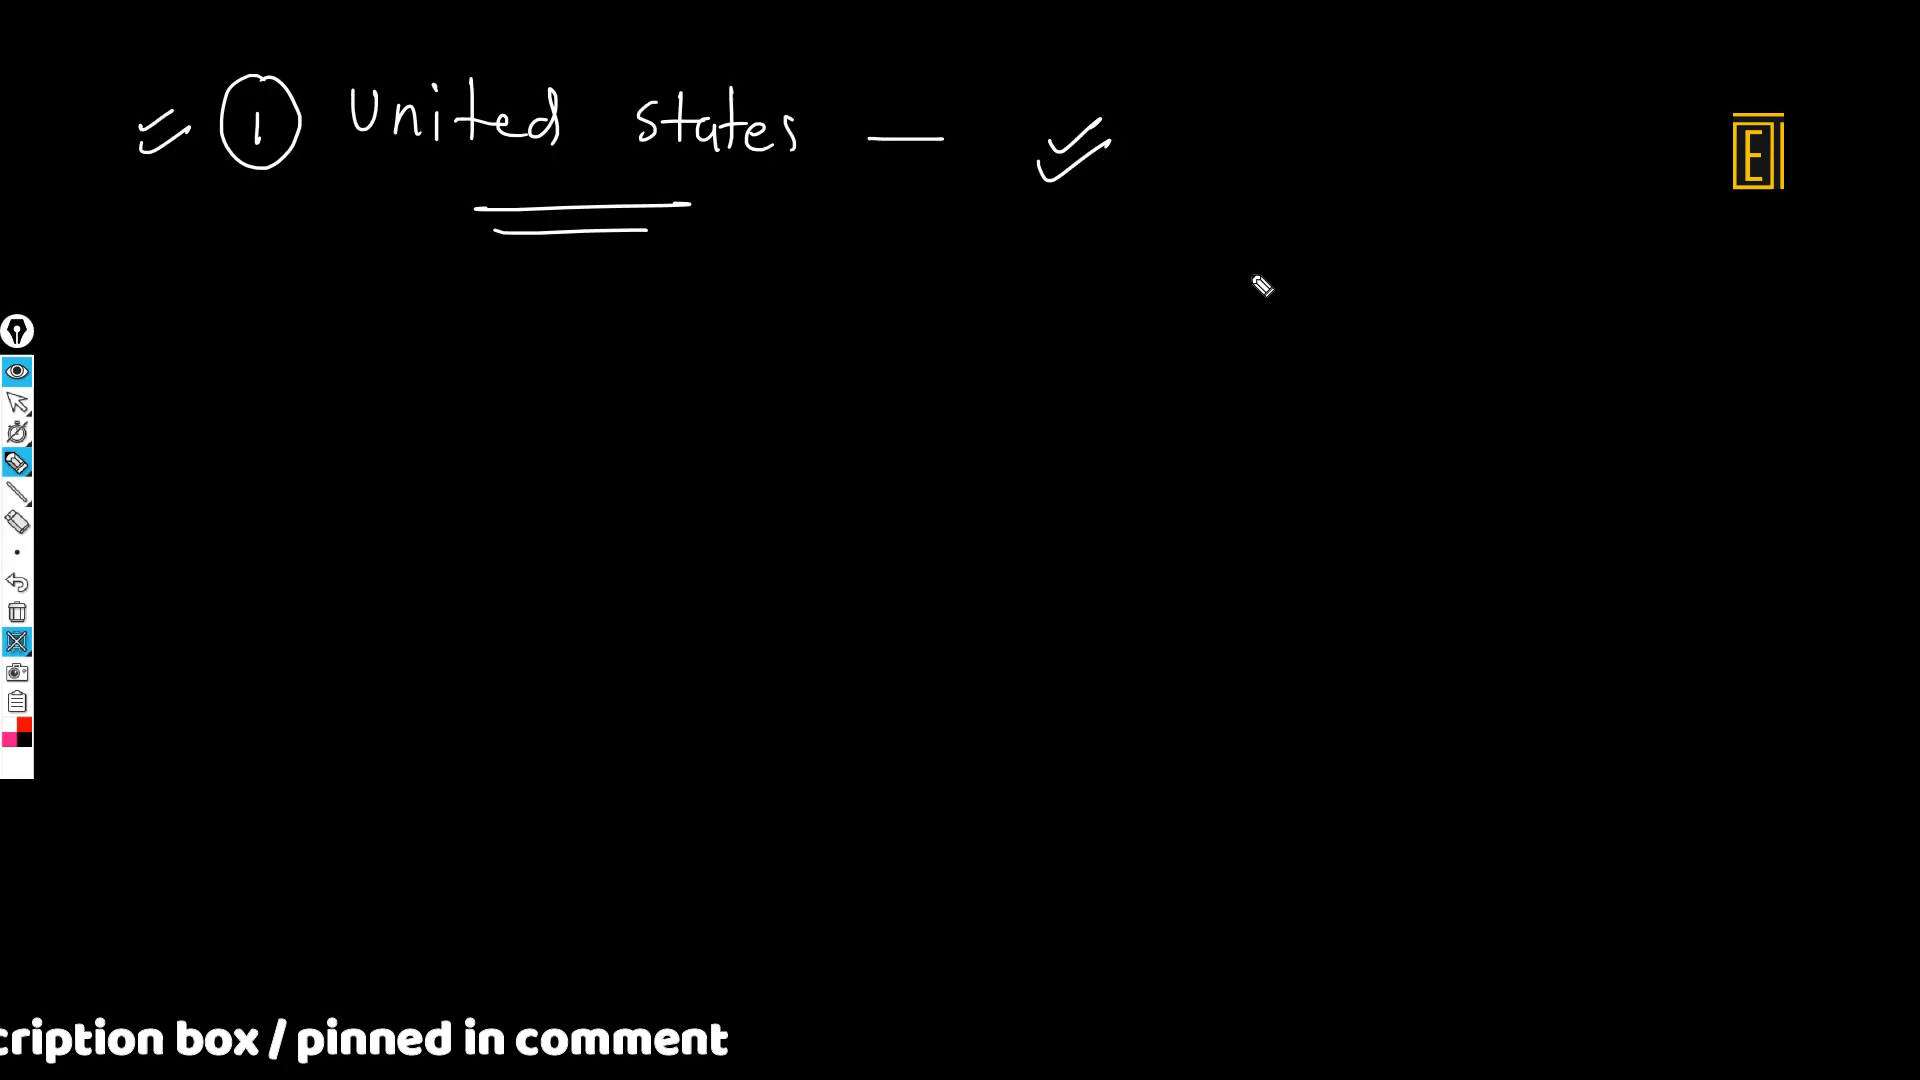 1 United states —
E
cription box / pinned in comment